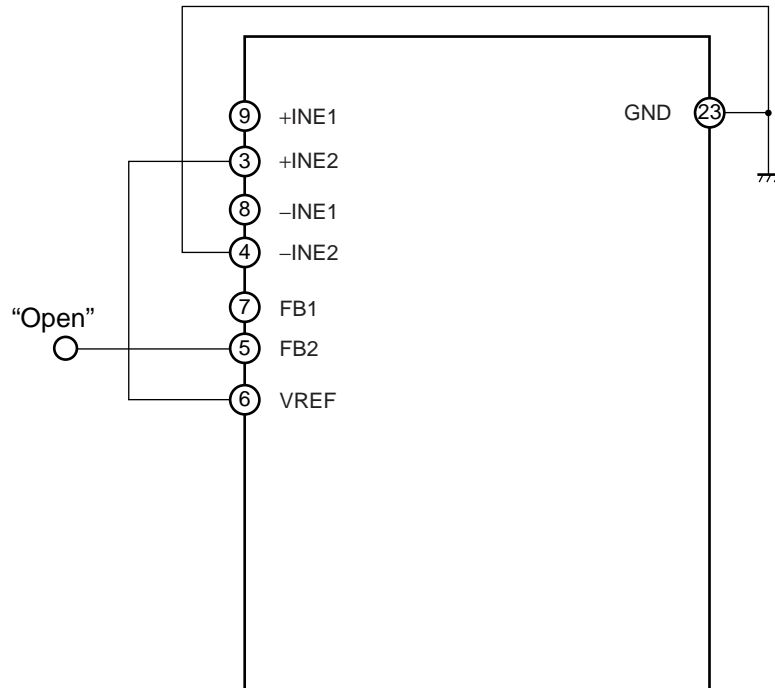 9 +INE1
GND 23
3 +INE2
8 −INE1
4 −INE2
7 FB1
“Open”
5 FB2
6 VREF